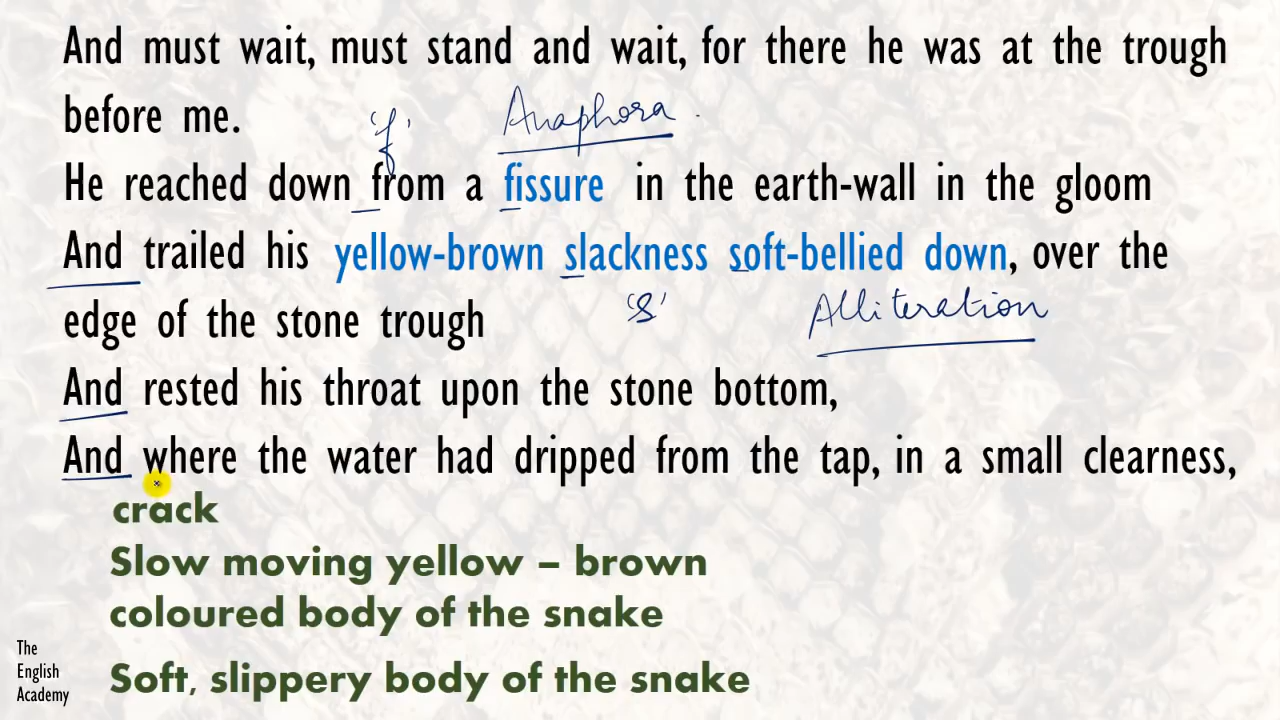 And must wait, must stand and wait, for there he was at the trough
before me.
'f' Anaphora
He reached down from a fissure in the earth-wall in the gloom
And trailed his yellow-brown slackness soft-bellied down, over the
'S' Alliteration
edge of the stone trough
And rested his throat upon the stone bottom,
And where the water had dripped from the tap, in a small clearness,
crack
Slow moving yellow – brown
coloured body of the snake
Soft, slippery body of the snake
The
English
Academy